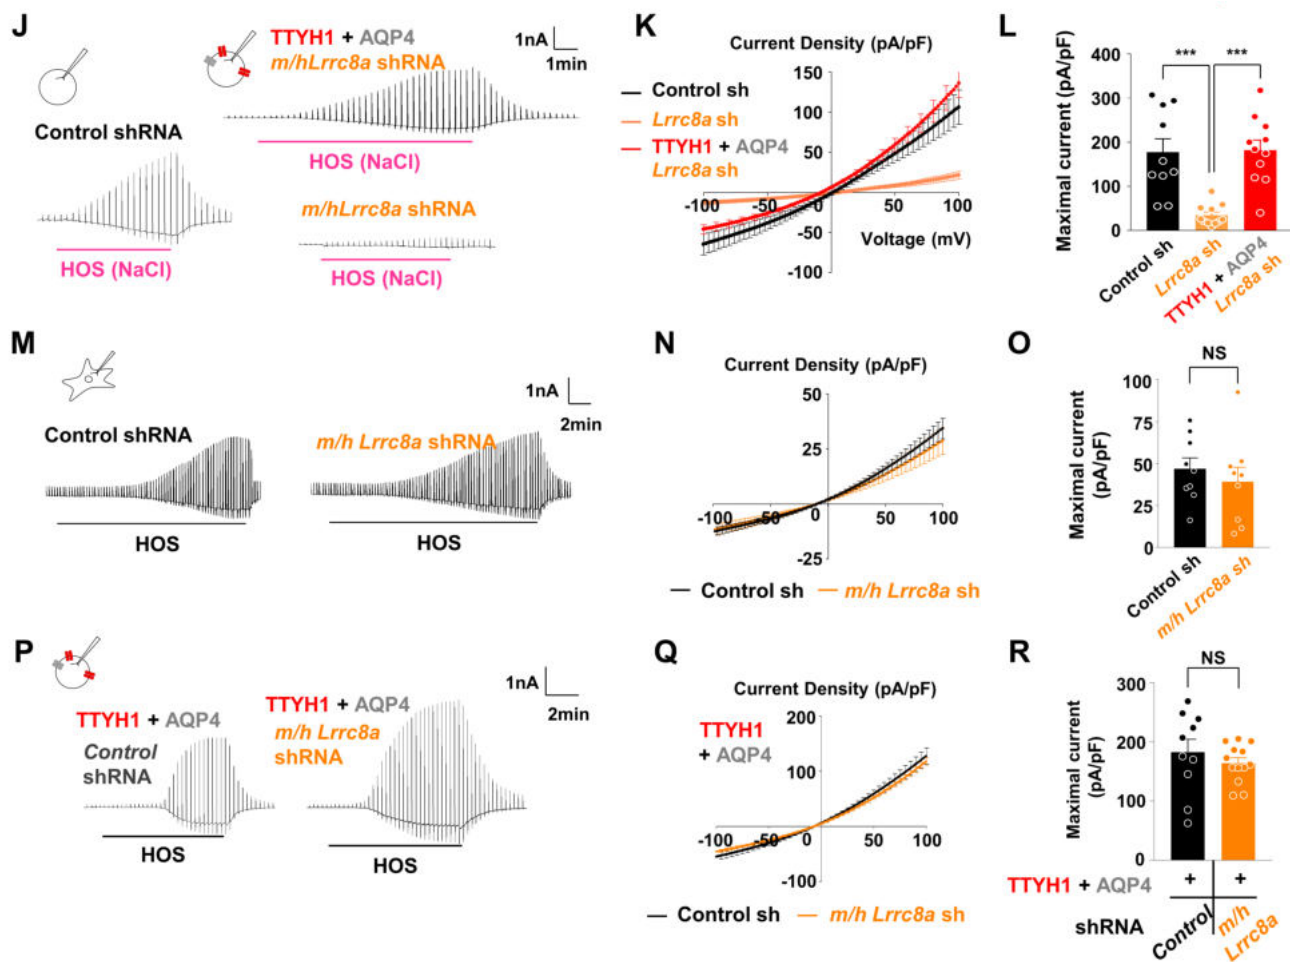 J
TTYH1 + AQP4
m/hLrrc8a shRNA
1nA
1min
Control shRNA
HOS (NaCl)
HOS (NaCl)
m/hLrrc8a shRNA
HOS (NaCl)
K
Current Density (pA/pF)
Control sh
Lrrc8a sh
TTYH1 + AQP4
Lrrc8a sh
150
100
50
-100
-50
0
50
100
Voltage (mV)
-50
-100
L
Maximal current (pA/pF)
400
300
200
100
0
***
***
Control sh
Lrrc8a sh
TTYH1 + AQP4
Lrrc8a sh
M
1nA
2min
Control shRNA
m/h Lrrc8a shRNA
HOS
HOS
N
Current Density (pA/pF)
50
25
-100
-50
0
50
100
-25
Control sh
m/h Lrrc8a sh
O
Maximal current
(pA/pF)
100
75
50
25
0
NS
Control sh
m/h Lrrc8a sh
P
1nA
2min
TTYH1 + AQP4
Control
shRNA
TTYH1 + AQP4
m/h Lrrc8a
shRNA
HOS
HOS
Q
Current Density (pA/pF)
TTYH1
+ AQP4
200
100
-100
-50
0
50
100
-100
Control sh
m/h Lrrc8a sh
R
Maximal current
(pA/pF)
300
200
100
0
NS
TTYH1 + AQP4
+
+
shRNA
Control
m/h
Lrrc8a